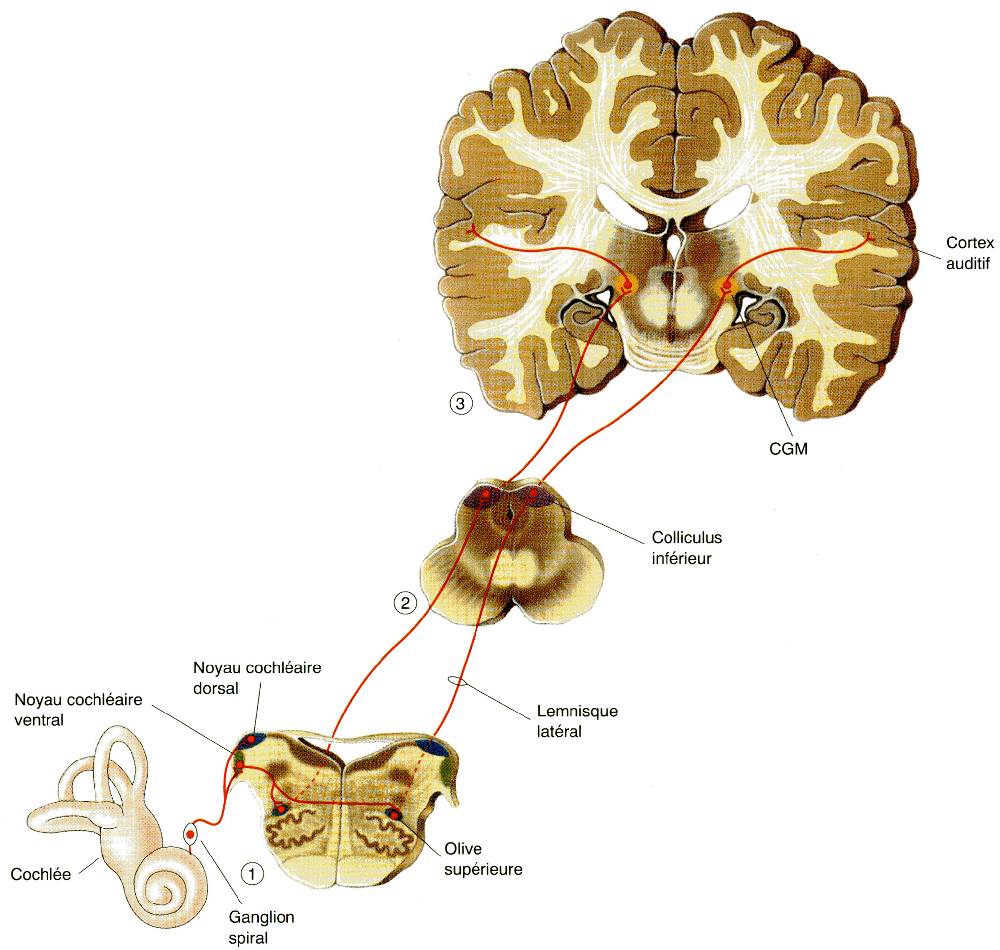 Cortex
auditif
3
CGM
Colliculus
inférieur
2
Noyau cochléaire
dorsal
Noyau cochléaire
ventral
Lemnisque
latéral
Olive
supérieure
Cochlée
1
Ganglion
spiral